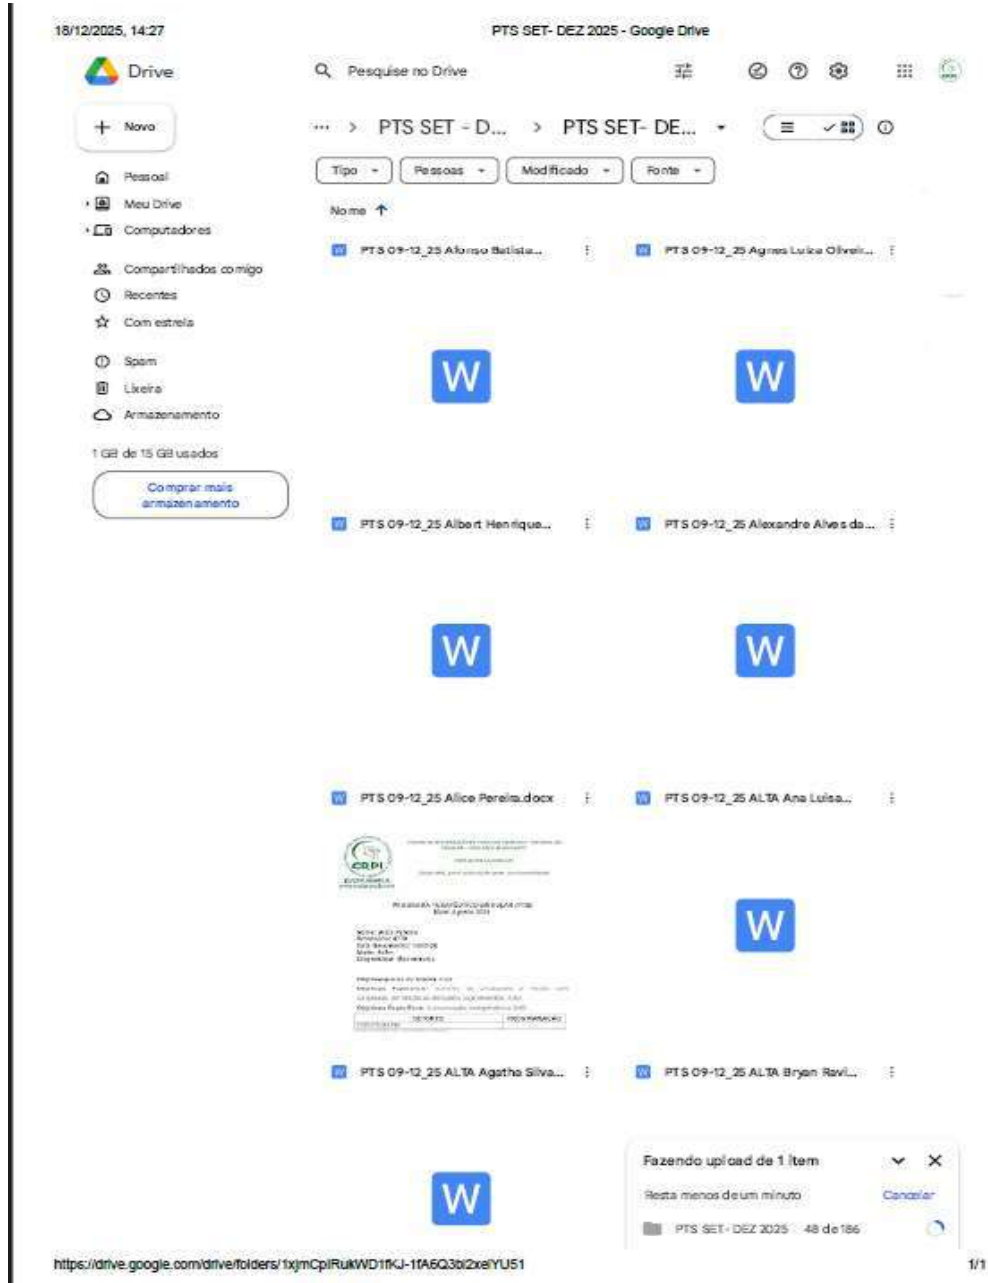 18/12/2025, 14:27
PTS SET- DEZ 2025 - Google Drive
Drive
Pesquise no Drive
Novo
... > PTS SET - D... > PTS SET- DE...
Tipo
Pessoas
Modificado
Fonte
Pessoal
Meu Drive
Computadores
Compartilhados comigo
Recentes
Com estrela
Spam
Lixeira
Armazenamento
1 GB de 15 GB usados
Comprar mais
armazenamento
Nome
PTS 09-12_25 Afonso Batista...
PTS 09-12_25 Agnes Luiza Oliveir...
W
W
PTS 09-12_25 Albert Henrique...
PTS 09-12_25 Alexandre Alves da...
W
W
PTS 09-12_25 Alice Pereira.docx
PTS 09-12_25 ALTA Ana Luisa...
CRPI
W
PTS 09-12_25 ALTA Agatha Silva...
PTS 09-12_25 ALTA Bryan Ravi...
W
Fazendo upload de 1 item
Resta menos de um minuto
Cancelar
PTS SET- DEZ 2025
48 de 186
https://drive.google.com/drive/folders/1xjmCpIRukWD1fKJ-1fA6Q3bl2xelYU51
1/1